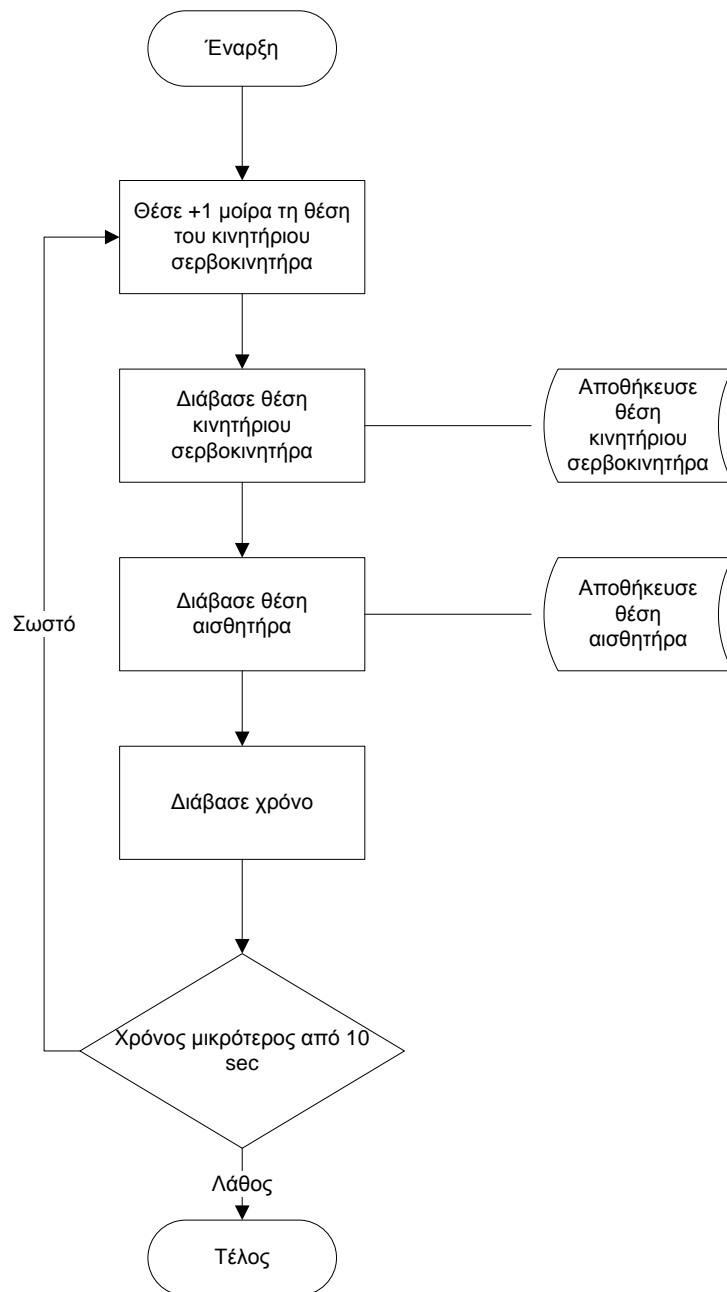 Έναρξη
Θέσε +1 μοίρα τη θέση
του κινητήριου
σερβοκινητήρα
Διάβασε θέση
κινητήριου
σερβοκινητήρα
Αποθήκευσε
θέση
κινητήριου
σερβοκινητήρα
Διάβασε θέση
αισθητήρα
Αποθήκευσε
θέση
αισθητήρα
Σωστό
Διάβασε χρόνο
Χρόνος μικρότερος από 10
sec
Λάθος
Τέλος